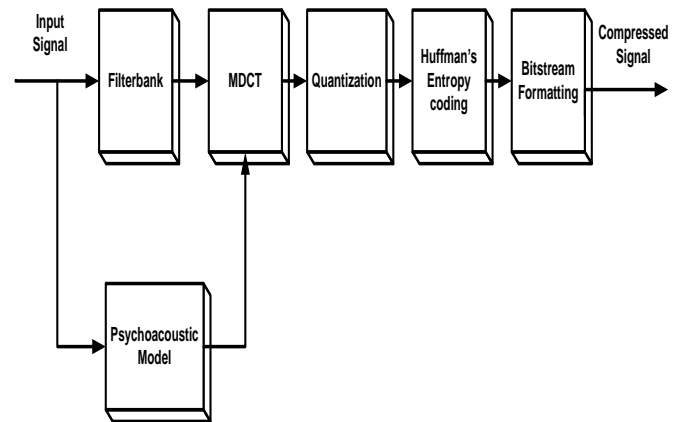 Input
Signal
Filterbank
MDCT
Quantization
Huffman's
Entropy
coding
Bitstream
Formatting
Compressed
Signal
Psychoacoustic
Model